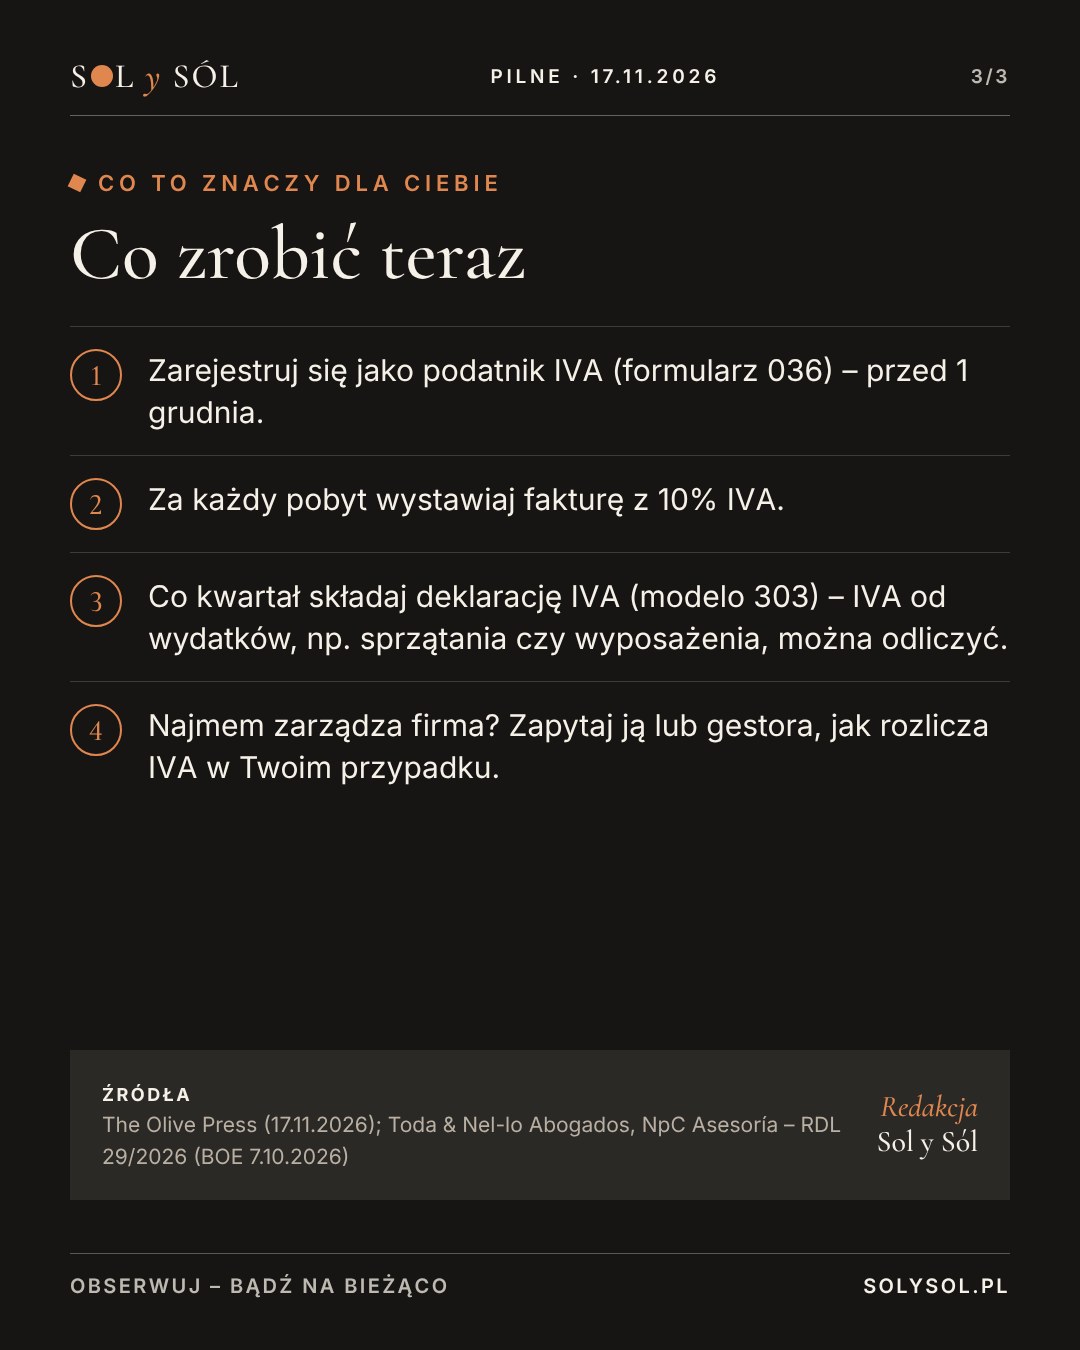 SOL y SÓL
PILNE · 17.11.2026
3/3
CO TO ZNACZY DLA CIEBIE
Co zrobić teraz
1
Zarejestruj się jako podatnik IVA (formularz 036) – przed 1
grudnia.
2
Za każdy pobyt wystawiaj fakturę z 10% IVA.
3
Co kwartał składaj deklarację IVA (modelo 303) – IVA od
wydatków, np. sprzątania czy wyposażenia, można odliczyć.
4
Najmem zarządza firma? Zapytaj ją lub gestora, jak rozlicza
IVA w Twoim przypadku.
ŹRÓDŁA
The Olive Press (17.11.2026); Toda & Nel-lo Abogados, NpC Asesoría – RDL
29/2026 (BOE 7.10.2026)
Redakcja
Sol y Sól
OBSERWUJ – BĄDŹ NA BIEŻĄCO
SOLYSOL.PL